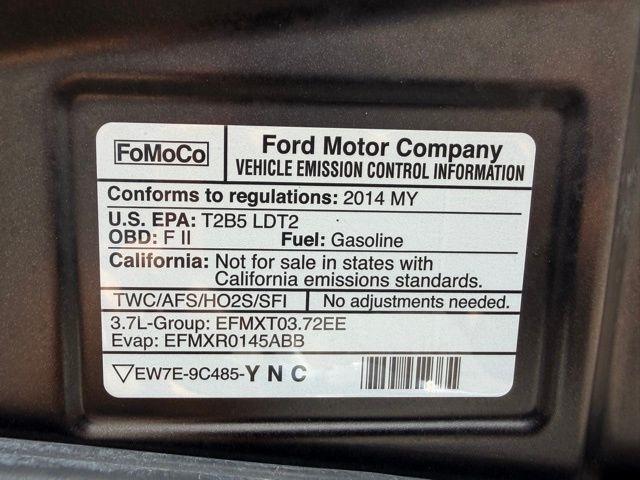 FoMoCo
Ford Motor Company
VEHICLE EMISSION CONTROL INFORMATION
Conforms to regulations: 2014 MY
U.S. EPA: T2B5 LDT2
OBD: F II Fuel: Gasoline
California: Not for sale in states with
California emissions standards.
TWC/AFS/HO2S/SFI No adjustments needed.
3.7L-Group: EFMXT03.72EE
Evap: EFMXR0145ABB
▽EW7E-9C485-Y N C